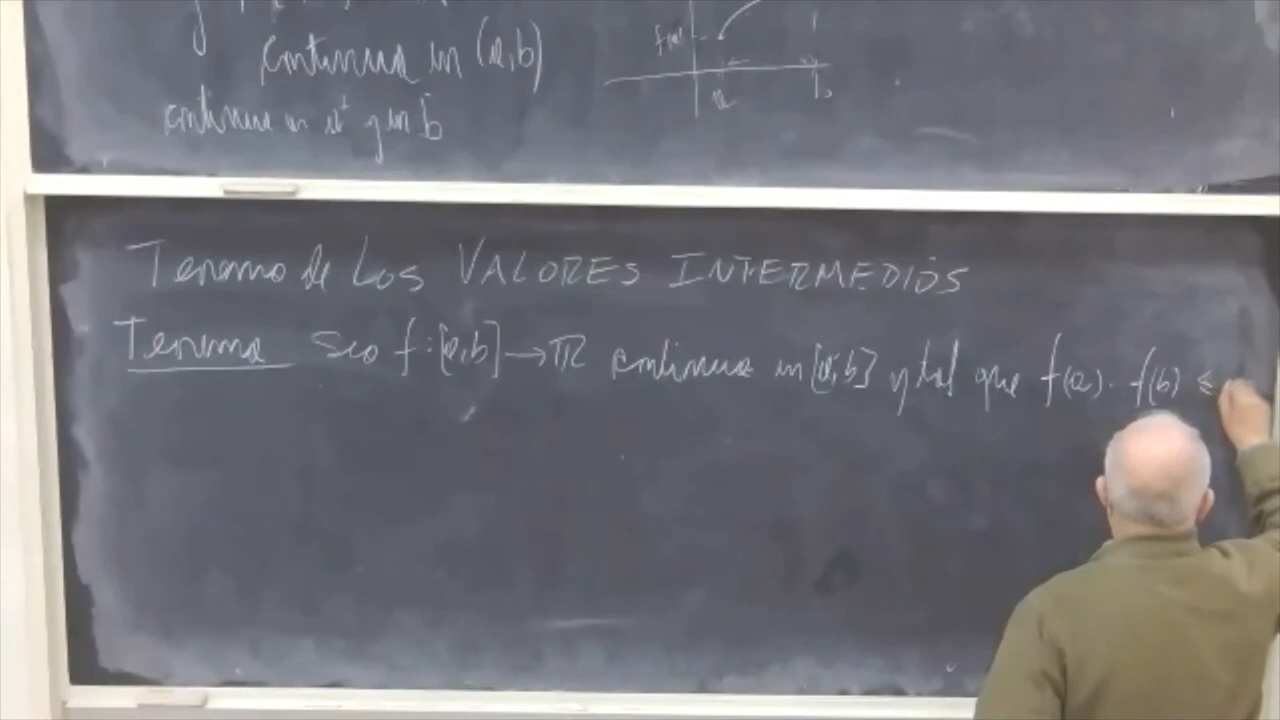 continua en (a,b)
f(a)
continua en a⁺ y en b⁻
a b
Teorema de Los VALORES INTERMEDIOS
Teorema Sea f:[a,b]→ℝ continua en [a,b] y tal que f(a)·f(b) ≤